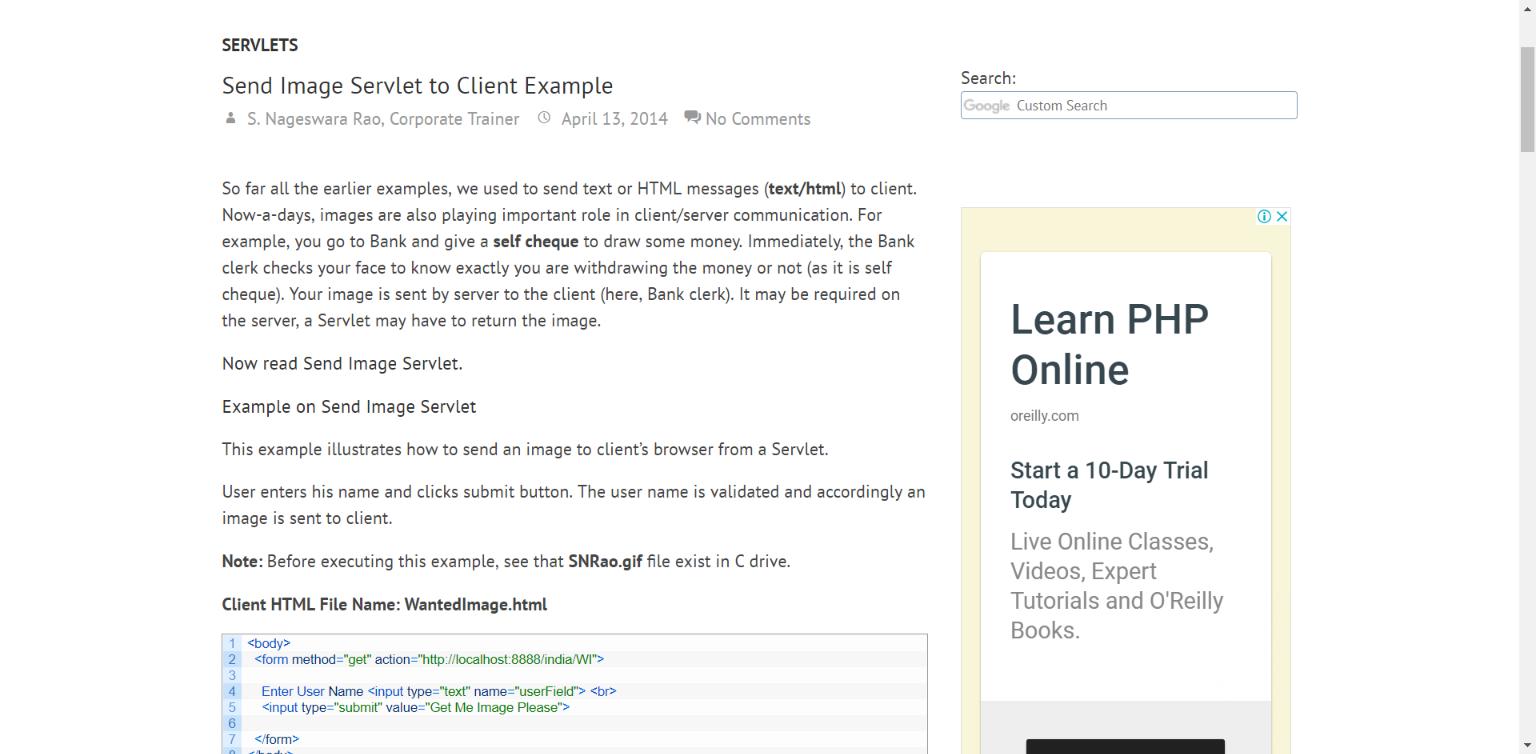 SERVLETS
Send Image Servlet to Client Example
S. Nageswara Rao, Corporate Trainer April 13, 2014 No Comments
So far all the earlier examples, we used to send text or HTML messages (text/html) to client.
Now-a-days, images are also playing important role in client/server communication. For
example, you go to Bank and give a self cheque to draw some money. Immediately, the Bank
clerk checks your face to know exactly you are withdrawing the money or not (as it is self
cheque). Your image is sent by server to the client (here, Bank clerk). It may be required on
the server, a Servlet may have to return the image.
Now read Send Image Servlet.
Example on Send Image Servlet
This example illustrates how to send an image to client's browser from a Servlet.
User enters his name and clicks submit button. The user name is validated and accordingly an
image is sent to client.
Note: Before executing this example, see that SNRao.gif file exist in C drive.
Client HTML File Name: WantedImage.html
1 <body>
2 <form method="get" action="http://localhost:8888/india/WI">
3
4 Enter User Name <input type="text" name="userField"> <br>
5 <input type="submit" value="Get Me Image Please">
6
7 </form>
8 </body>
Search:
Google Custom Search
Learn PHP
Online
oreilly.com
Start a 10-Day Trial
Today
Live Online Classes,
Videos, Expert
Tutorials and O'Reilly
Books.